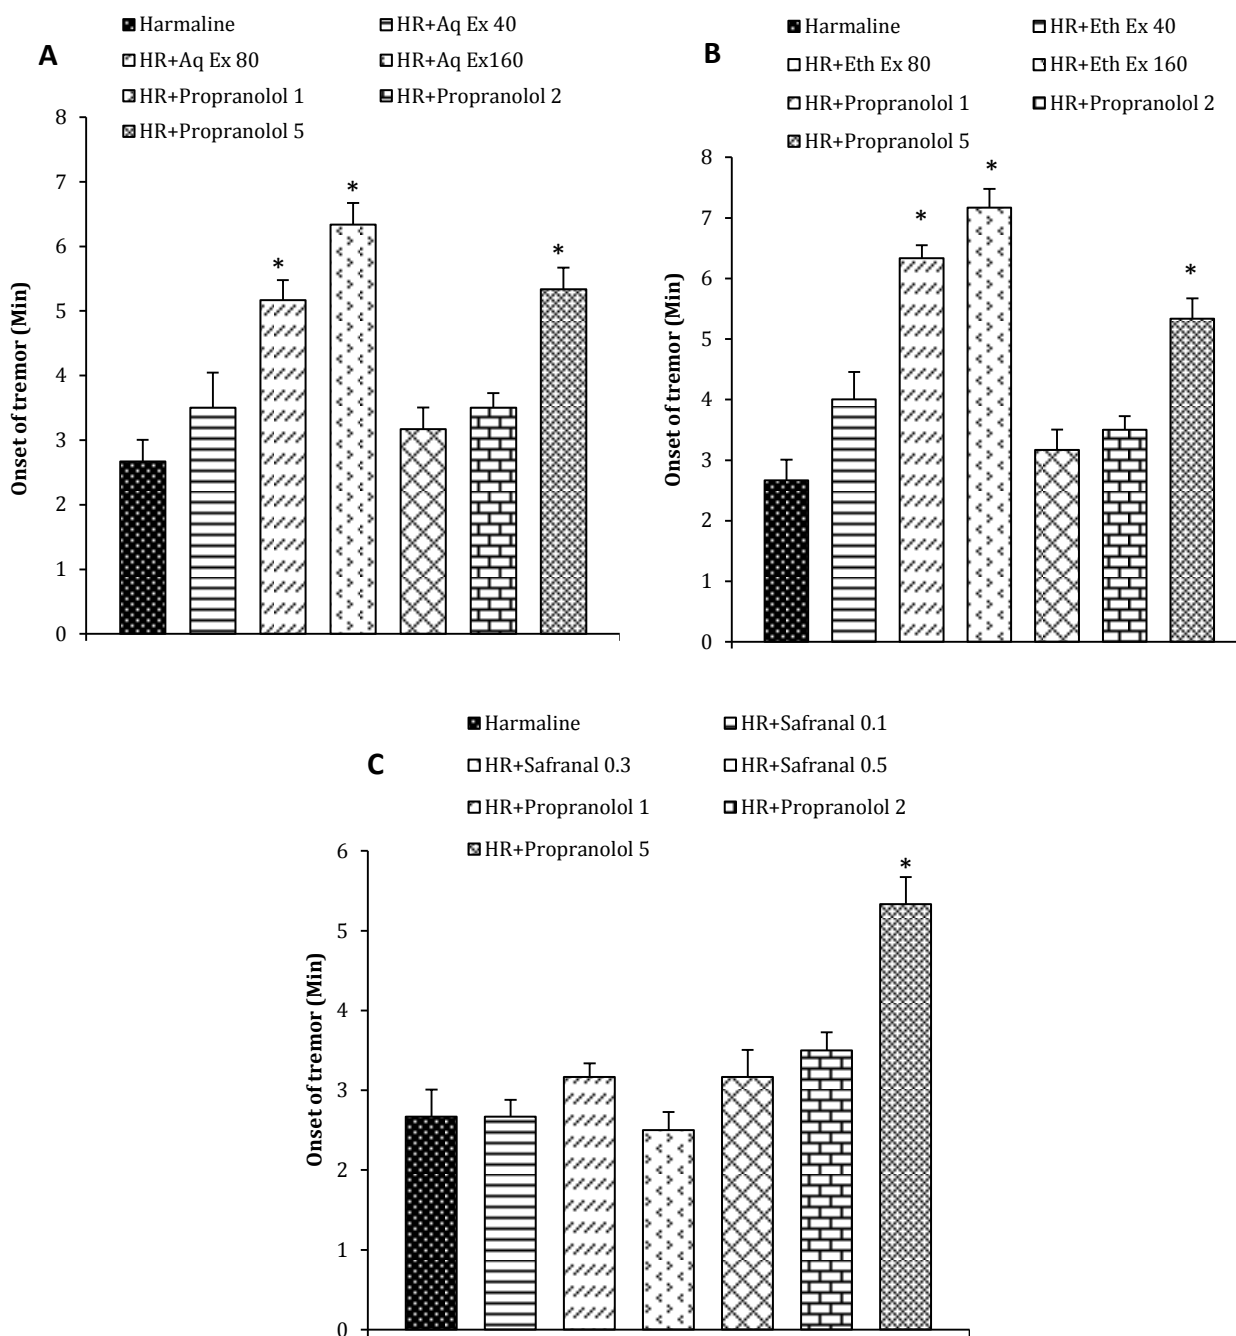 Harmaline HR+Aq Ex 40
A
HR+Aq Ex 80 HR+Aq Ex160
HR+Propranolol 1 HR+Propranolol 2
HR+Propranolol 5
8
7
6
5
4
3
2
1
0
Onset of tremor (Min)
*
*
*
Harmaline HR+Eth Ex 40
B
HR+Eth Ex 80 HR+Eth Ex 160
HR+Propranolol 1 HR+Propranolol 2
HR+Propranolol 5
8
7
6
5
4
3
2
1
0
Onset of tremor (Min)
*
*
*
Harmaline HR+Safranal 0.1
C
HR+Safranal 0.3 HR+Safranal 0.5
HR+Propranolol 1 HR+Propranolol 2
HR+Propranolol 5
6
5
4
3
2
1
0
Onset of tremor (Min)
*